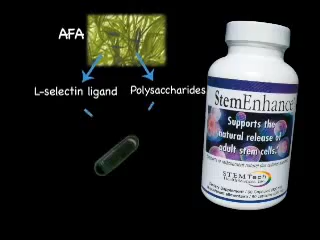 AFA
L-selectin ligand
Polysaccharides
StemEnhance
Supports the
natural release of
adult stem cells.
STEMTech